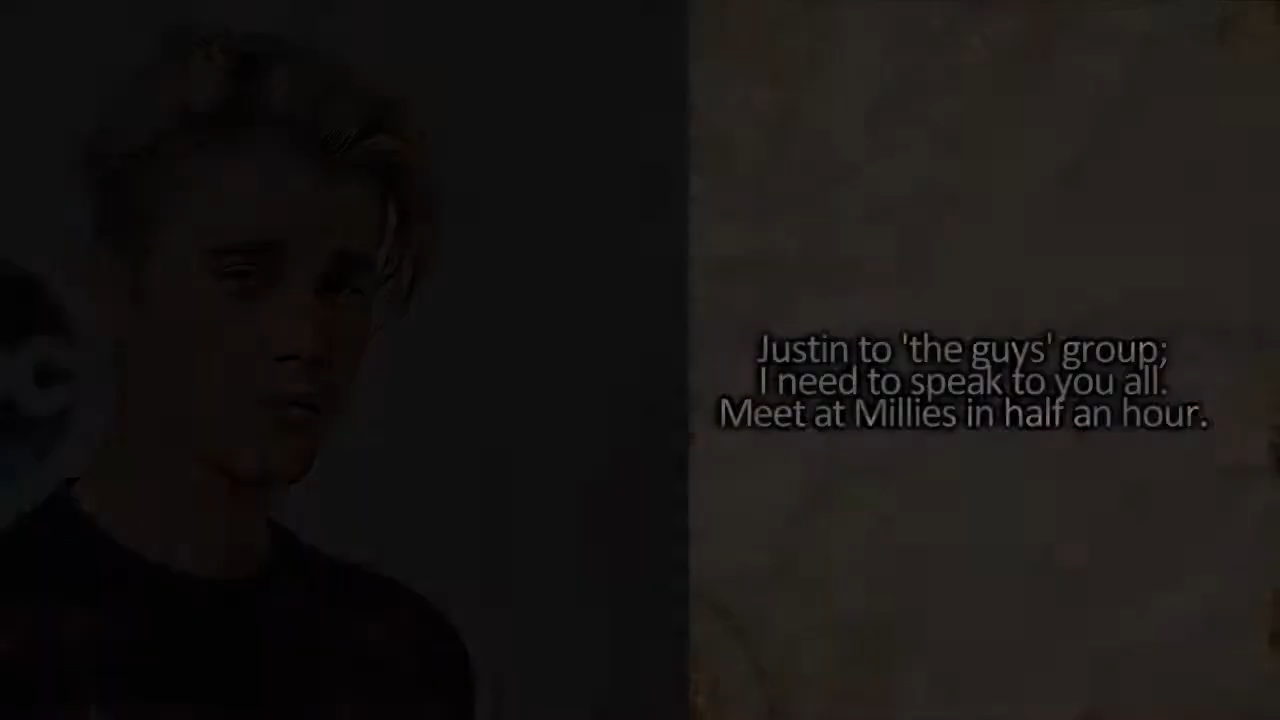 Justin to 'the guys' group;
I need to speak to you all.
Meet at Millies in half an hour.